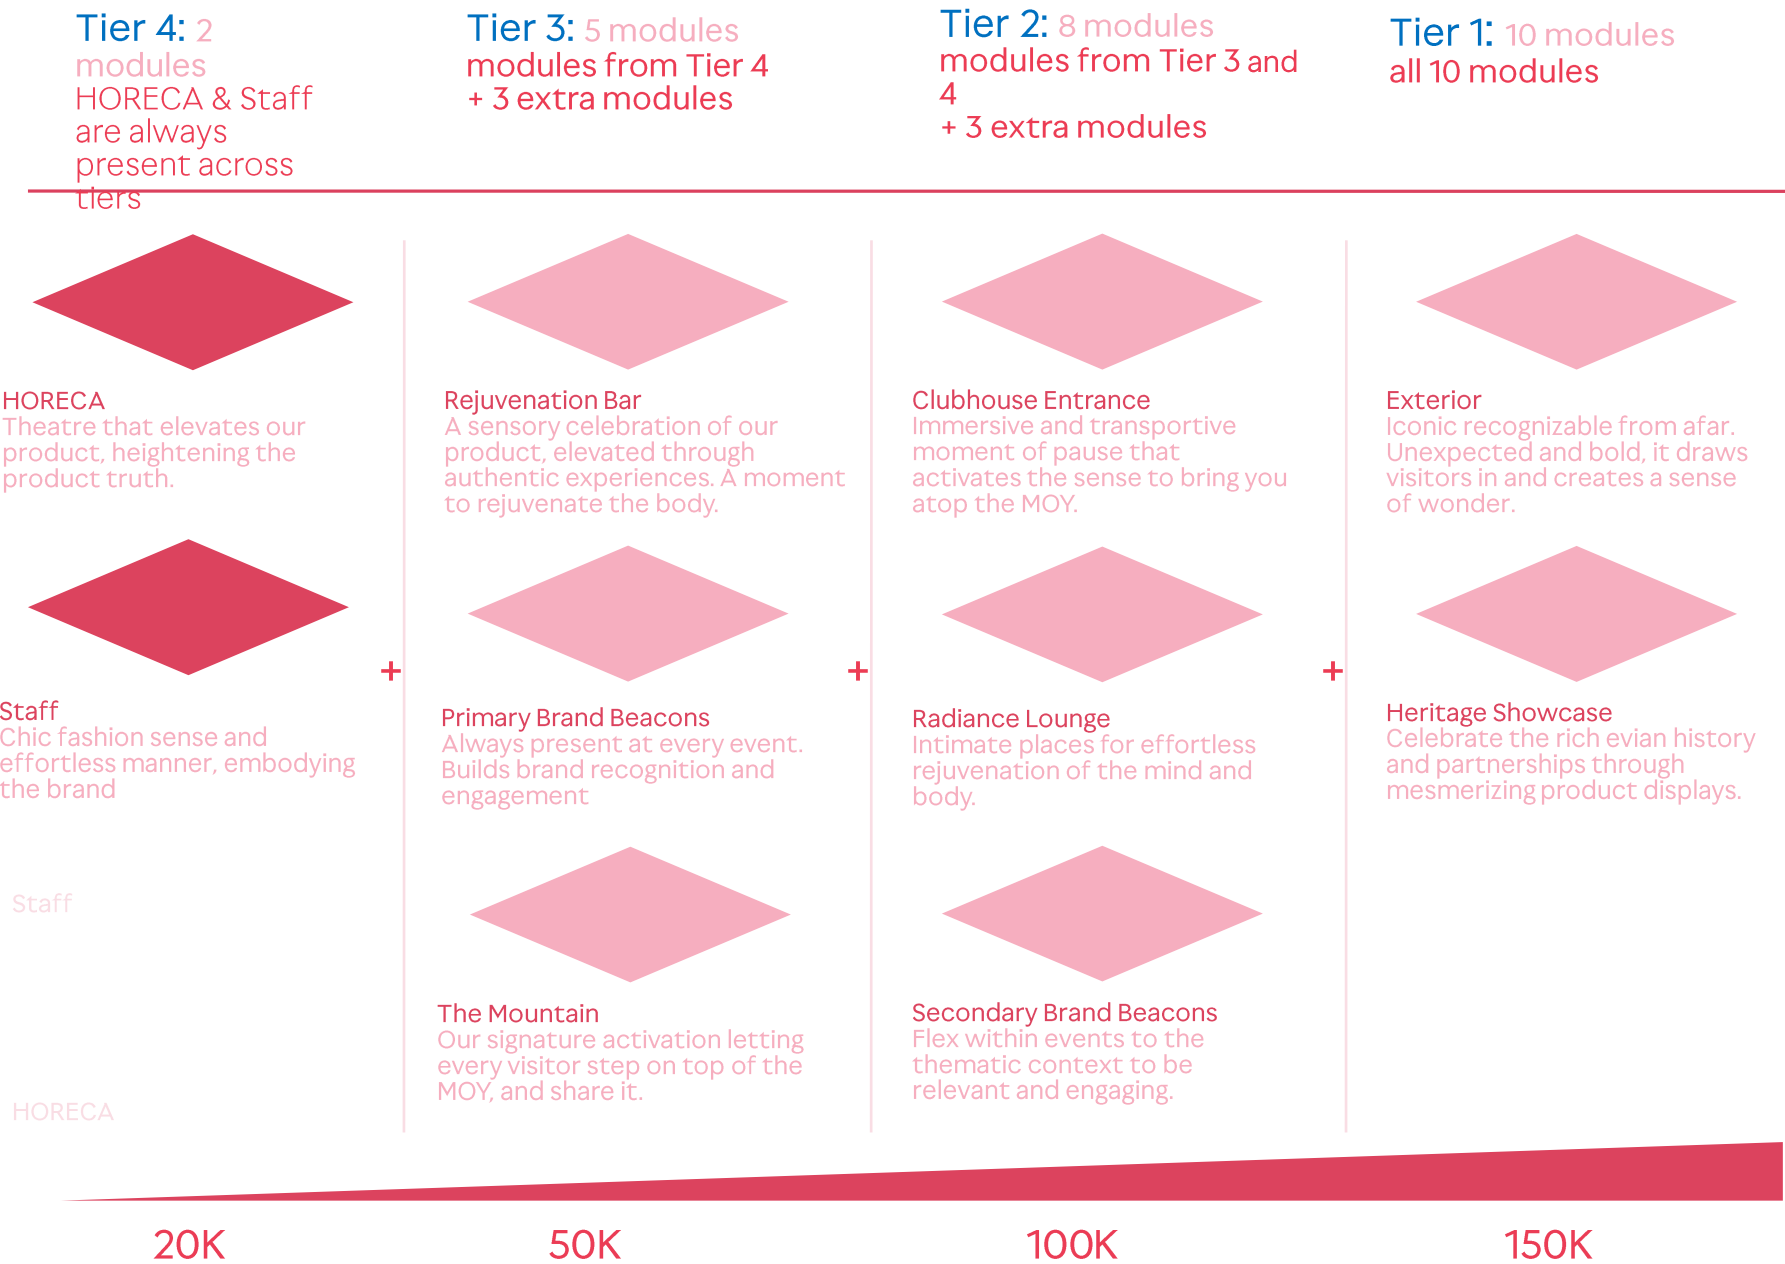 Tier 4: 2
modules
HORECA & Staff
are always
present across
tiers
Tier 3: 5 modules
modules from Tier 4
+ 3 extra modules
Tier 2: 8 modules
modules from Tier 3 and
4
+ 3 extra modules
Tier 1: 10 modules
all 10 modules
HORECA
Theatre that elevates our
product, heightening the
product truth.
Staff
Chic fashion sense and
effortless manner, embodying
the brand
Staff
HORECA
+
Rejuvenation Bar
A sensory celebration of our
product, elevated through
authentic experiences. A moment
to rejuvenate the body.
Primary Brand Beacons
Always present at every event.
Builds brand recognition and
engagement
The Mountain
Our signature activation letting
every visitor step on top of the
MOY, and share it.
+
Clubhouse Entrance
Immersive and transportive
moment of pause that
activates the sense to bring you
atop the MOY.
Radiance Lounge
Intimate places for effortless
rejuvenation of the mind and
body.
Secondary Brand Beacons
Flex within events to the
thematic context to be
relevant and engaging.
+
Exterior
Iconic recognizable from afar.
Unexpected and bold, it draws
visitors in and creates a sense
of wonder.
Heritage Showcase
Celebrate the rich evian history
and partnerships through
mesmerizing product displays.
20K
50K
100K
150K